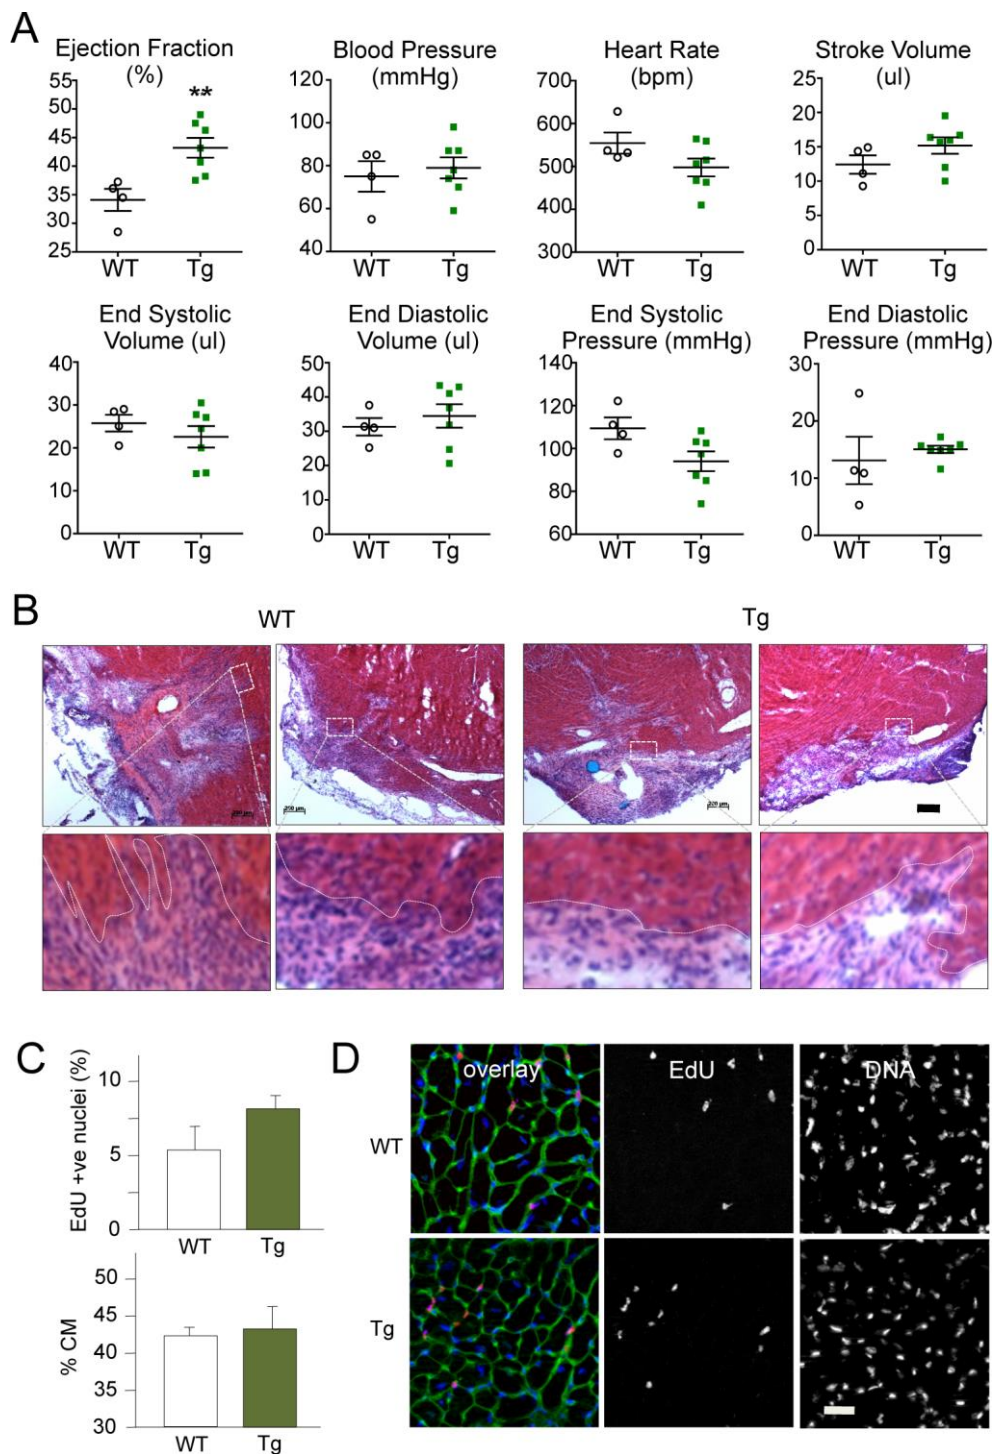 A
Ejection Fraction
(%)
55
50
45
40
35
30
25
**
WT
Tg
Blood Pressure
(mmHg)
120
100
80
60
40
WT
Tg
Heart Rate
(bpm)
700
600
500
400
300
WT
Tg
Stroke Volume
(ul)
25
20
15
10
5
0
WT
Tg
End Systolic
Volume (ul)
40
30
20
10
0
WT
Tg
End Diastolic
Volume (ul)
50
40
30
20
10
0
WT
Tg
End Systolic
Pressure (mmHg)
140
120
100
80
60
WT
Tg
End Diastolic
Pressure (mmHg)
30
20
10
0
WT
Tg
B
WT
Tg
200 µm
200 µm
C
EdU +ve nuclei (%)
10
5
0
WT
Tg
% CM
50
45
40
30
WT
Tg
D
overlay
EdU
DNA
WT
Tg